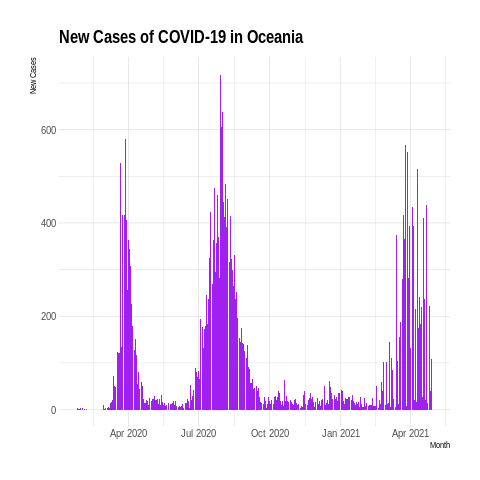 New Cases of COVID-19 in Oceania
New Cases
600
400
200
0
Apr 2020 Jul 2020 Oct 2020 Jan 2021 Apr 2021
Month